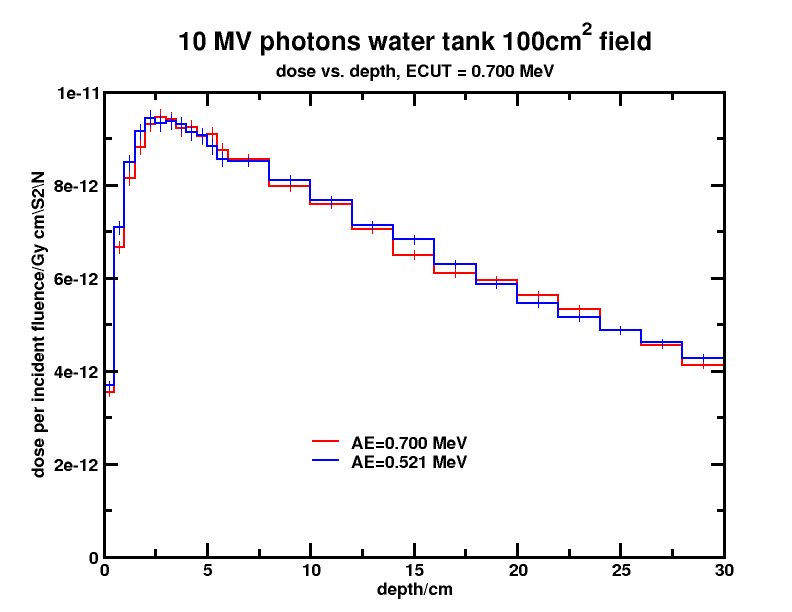 10 MV photons water tank 100cm² field
dose vs. depth, ECUT = 0.700 MeV
dose per incident fluence/Gy cm\S2\N
1e-11
8e-12
6e-12
4e-12
2e-12
0
AE=0.700 MeV
AE=0.521 MeV
0 5 10 15 20 25 30
depth/cm